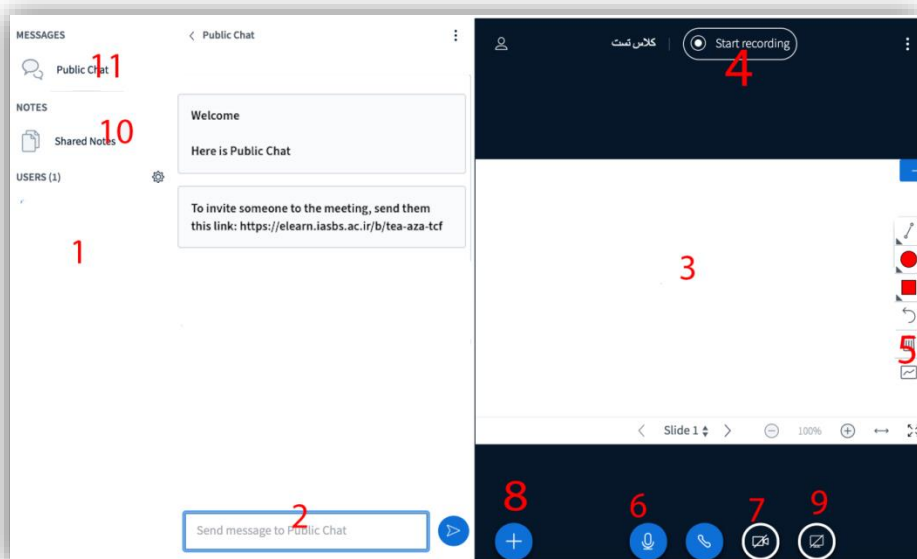 MESSAGES
Public Chat
11
NOTES
Shared Notes
10
USERS (1)
1
Public Chat
Welcome
Here is Public Chat
To invite someone to the meeting, send them
this link: https://elearn.iasbs.ac.ir/b/tea-aza-tcf
2
Send message to Public Chat
کلاس تست
Start recording
4
3
5
Slide 1
100%
8
6
7
9